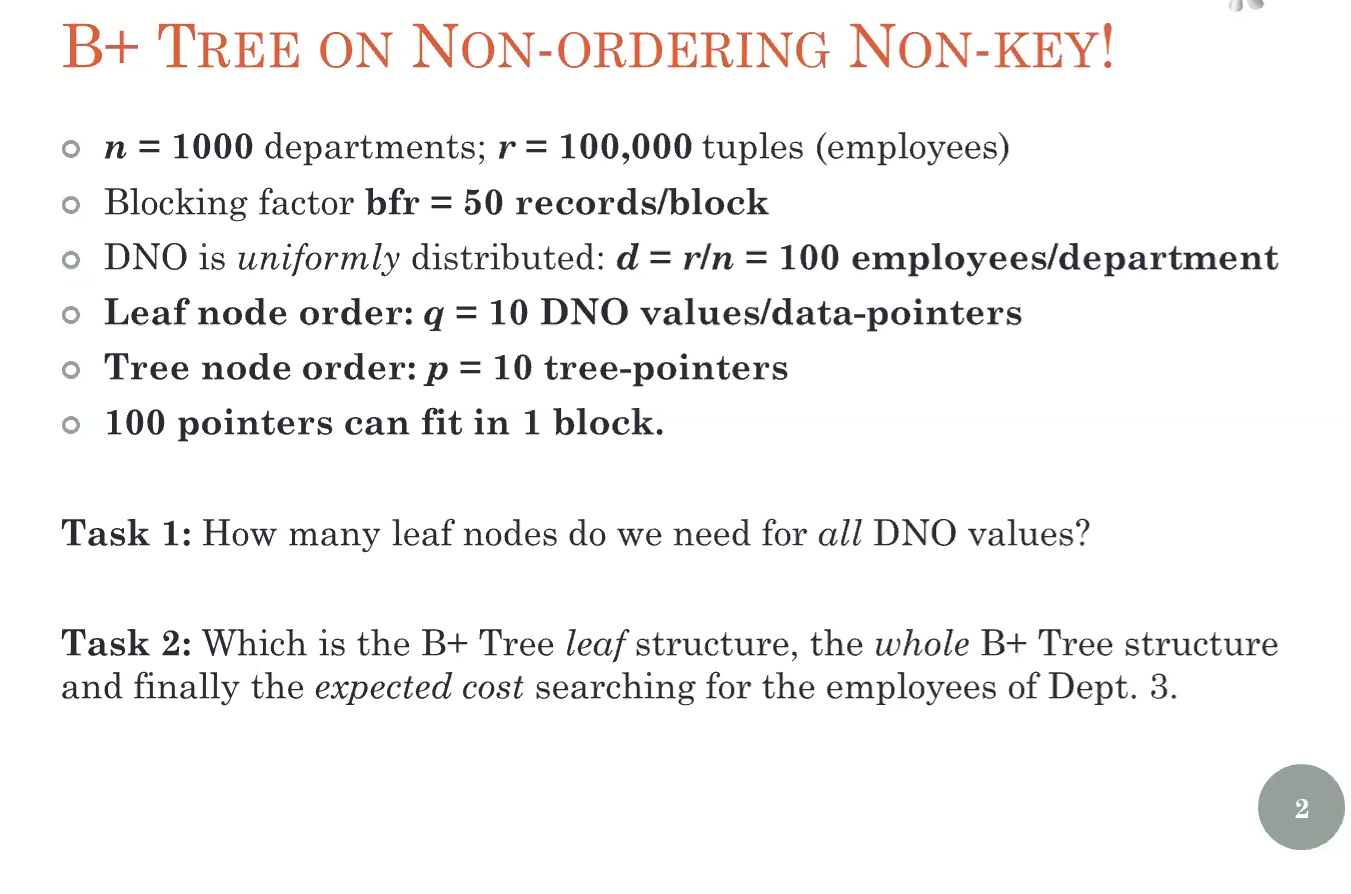 B+ TREE ON NON-ORDERING NON-KEY!
n = 1000 departments; r = 100,000 tuples (employees)
Blocking factor bfr = 50 records/block
DNO is uniformly distributed: d = r/n = 100 employees/department
Leaf node order: q = 10 DNO values/data-pointers
Tree node order: p = 10 tree-pointers
100 pointers can fit in 1 block.
Task 1: How many leaf nodes do we need for all DNO values?
Task 2: Which is the B+ Tree leaf structure, the whole B+ Tree structure
and finally the expected cost searching for the employees of Dept. 3.
2